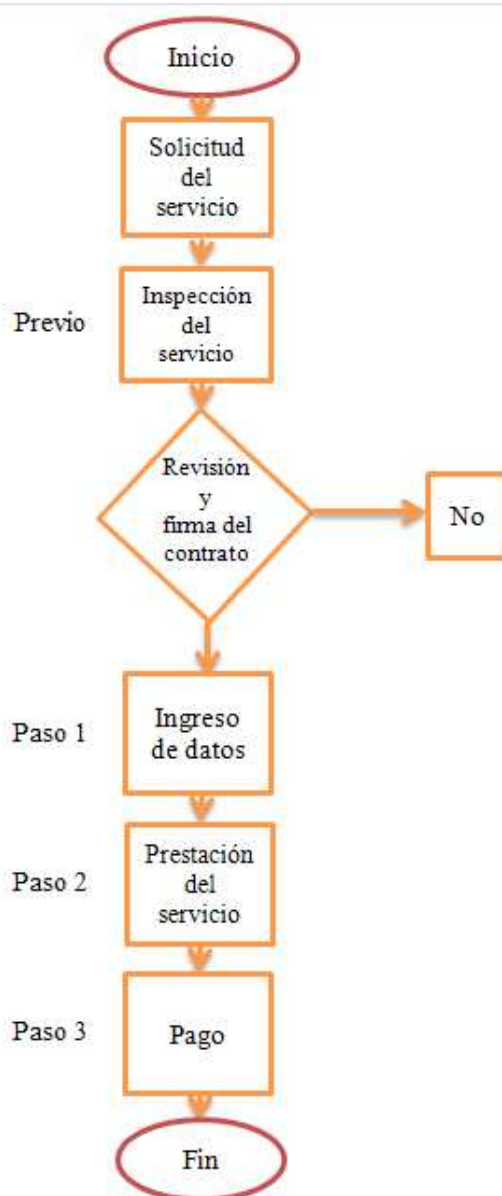 Inicio
Solicitud
del
servicio
Previo
Inspección
del
servicio
Revisión
y
firma del
contrato
No
Paso 1
Ingreso
de datos
Paso 2
Prestación
del
servicio
Paso 3
Pago
Fin